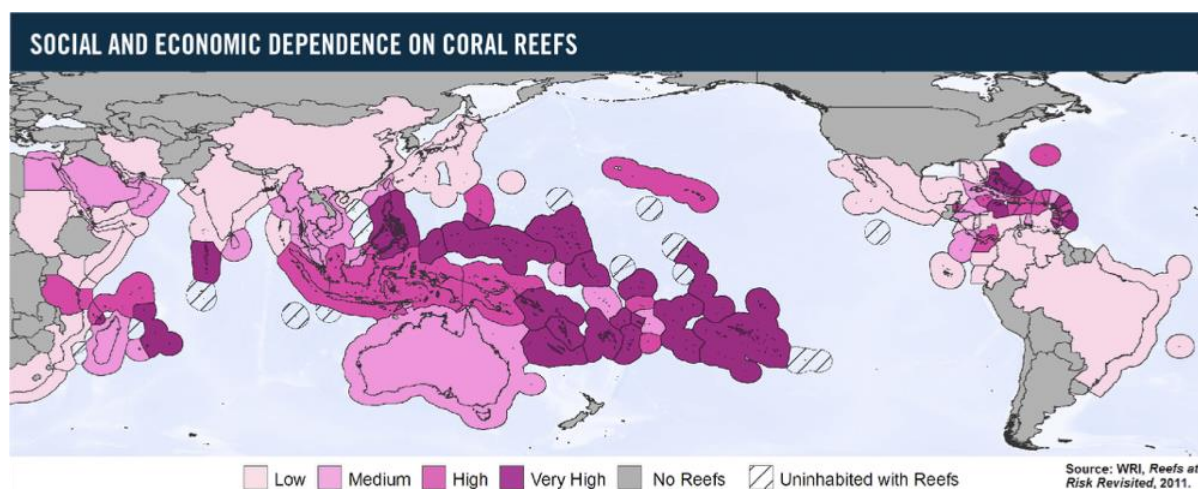 SOCIAL AND ECONOMIC DEPENDENCE ON CORAL REEFS
Low Medium High Very High No Reefs Uninhabited with Reefs
Source: WRI, Reefs at
Risk Revisited, 2011.